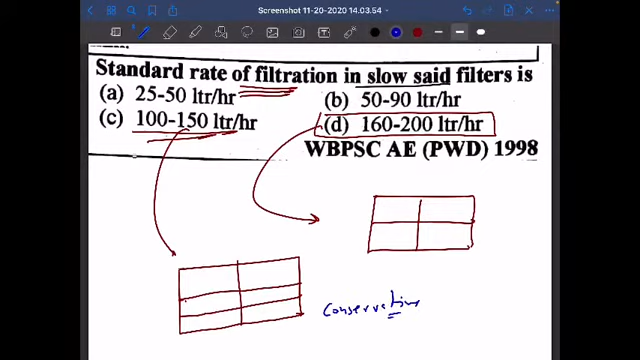 Screenshot 11-20-2020 14.03.54
Standard rate of filtration in slow said filters is
(a) 25-50 ltr/hr (b) 50-90 ltr/hr
(c) 100-150 ltr/hr (d) 160-200 ltr/hr
WBPSC AE (PWD) 1998
Conservative